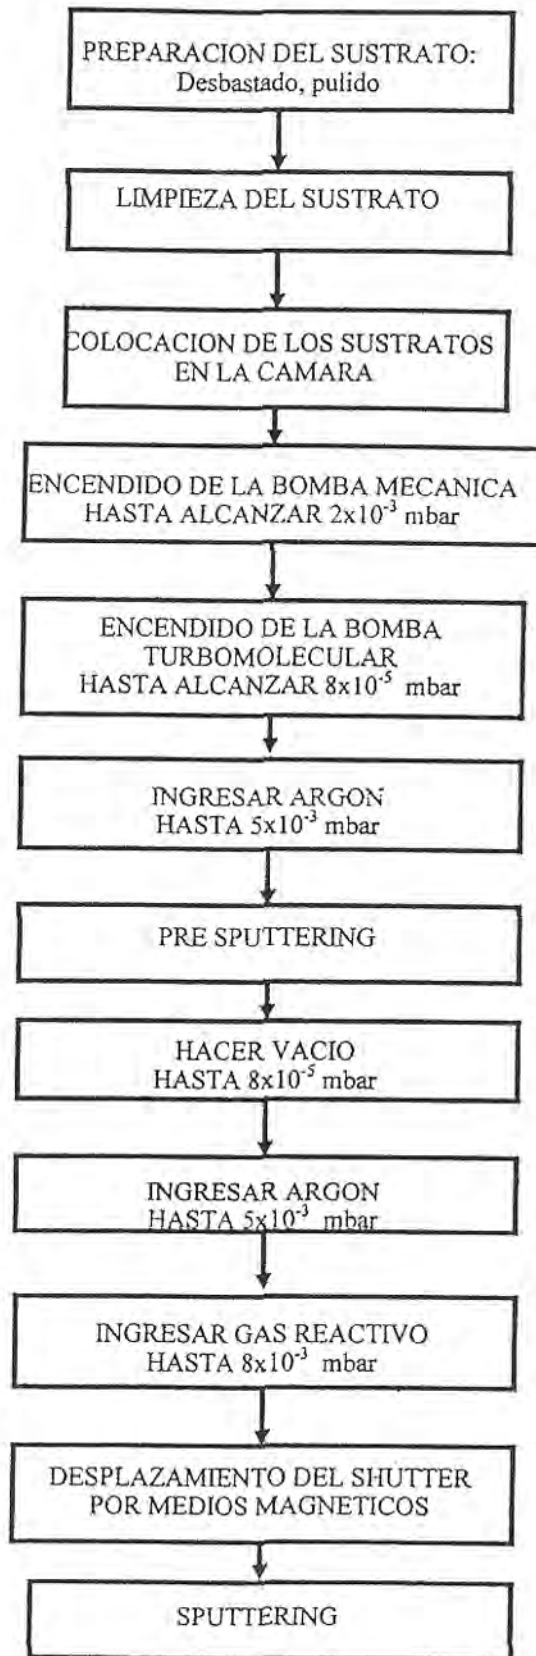 PREPARACION DEL SUSTRATO:
Desbastado, pulido
LIMPIEZA DEL SUSTRATO
COLOCACION DE LOS SUSTRATOS
EN LA CAMARA
ENCENDIDO DE LA BOMBA MECANICA
HASTA ALCANZAR 2x10⁻³ mbar
ENCENDIDO DE LA BOMBA
TURBOMOLECULAR
HASTA ALCANZAR 8x10⁻⁵ mbar
INGRESAR ARGON
HASTA 5x10⁻³ mbar
PRE SPUTTERING
HACER VACIO
HASTA 8x10⁻⁵ mbar
INGRESAR ARGON
HASTA 5x10⁻³ mbar
INGRESAR GAS REACTIVO
HASTA 8x10⁻³ mbar
DESPLAZAMIENTO DEL SHUTTER
POR MEDIOS MAGNETICOS
SPUTTERING